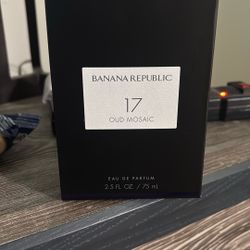 BANANA REPUBLIC
17
OUD MOSAIC
EAU DE PARFUM
2.5 FL. OZ. / 75 mL